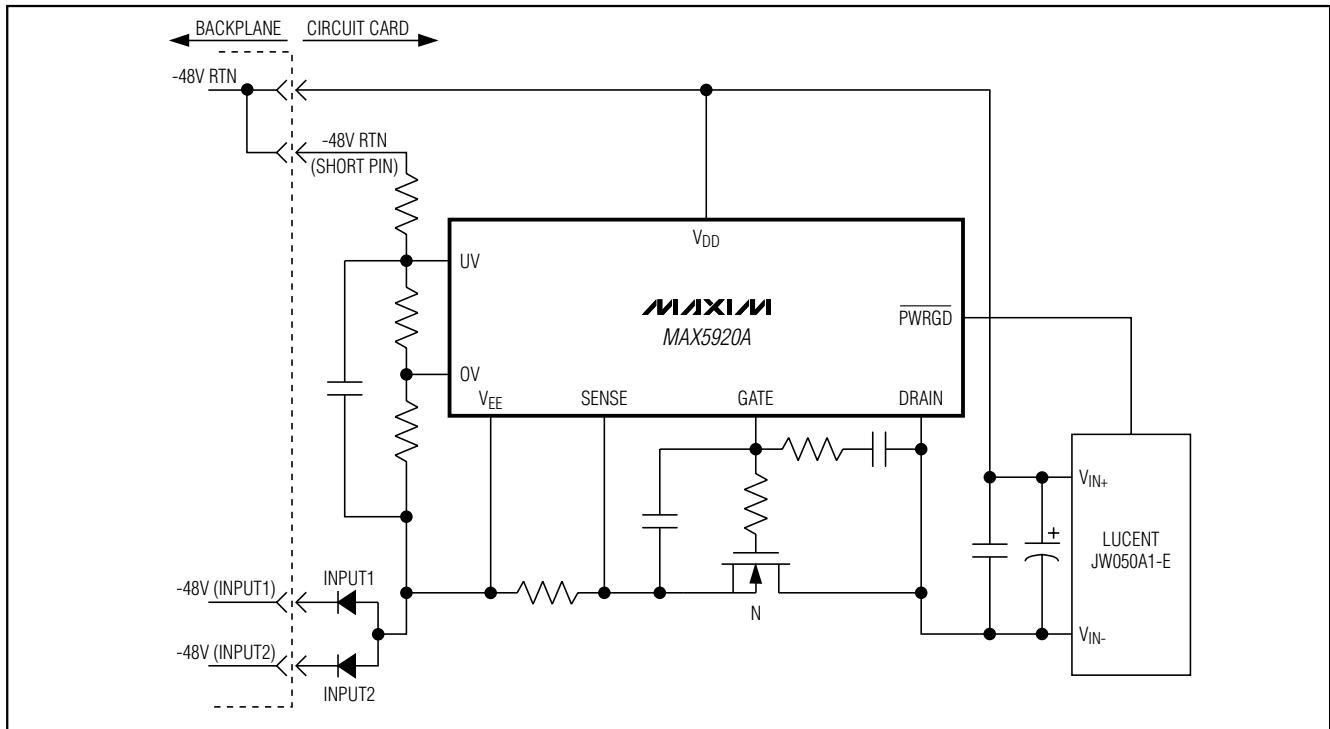 BACKPLANE CIRCUIT CARD
-48V RTN
-48V RTN
(SHORT PIN)
VDD
UV
MAXIM
MAX5920A
PWRGD
OV
VEE SENSE GATE DRAIN
VIN+
+
LUCENT
JW050A1-E
-48V (INPUT1) INPUT1
N
-48V (INPUT2)
VIN-
INPUT2